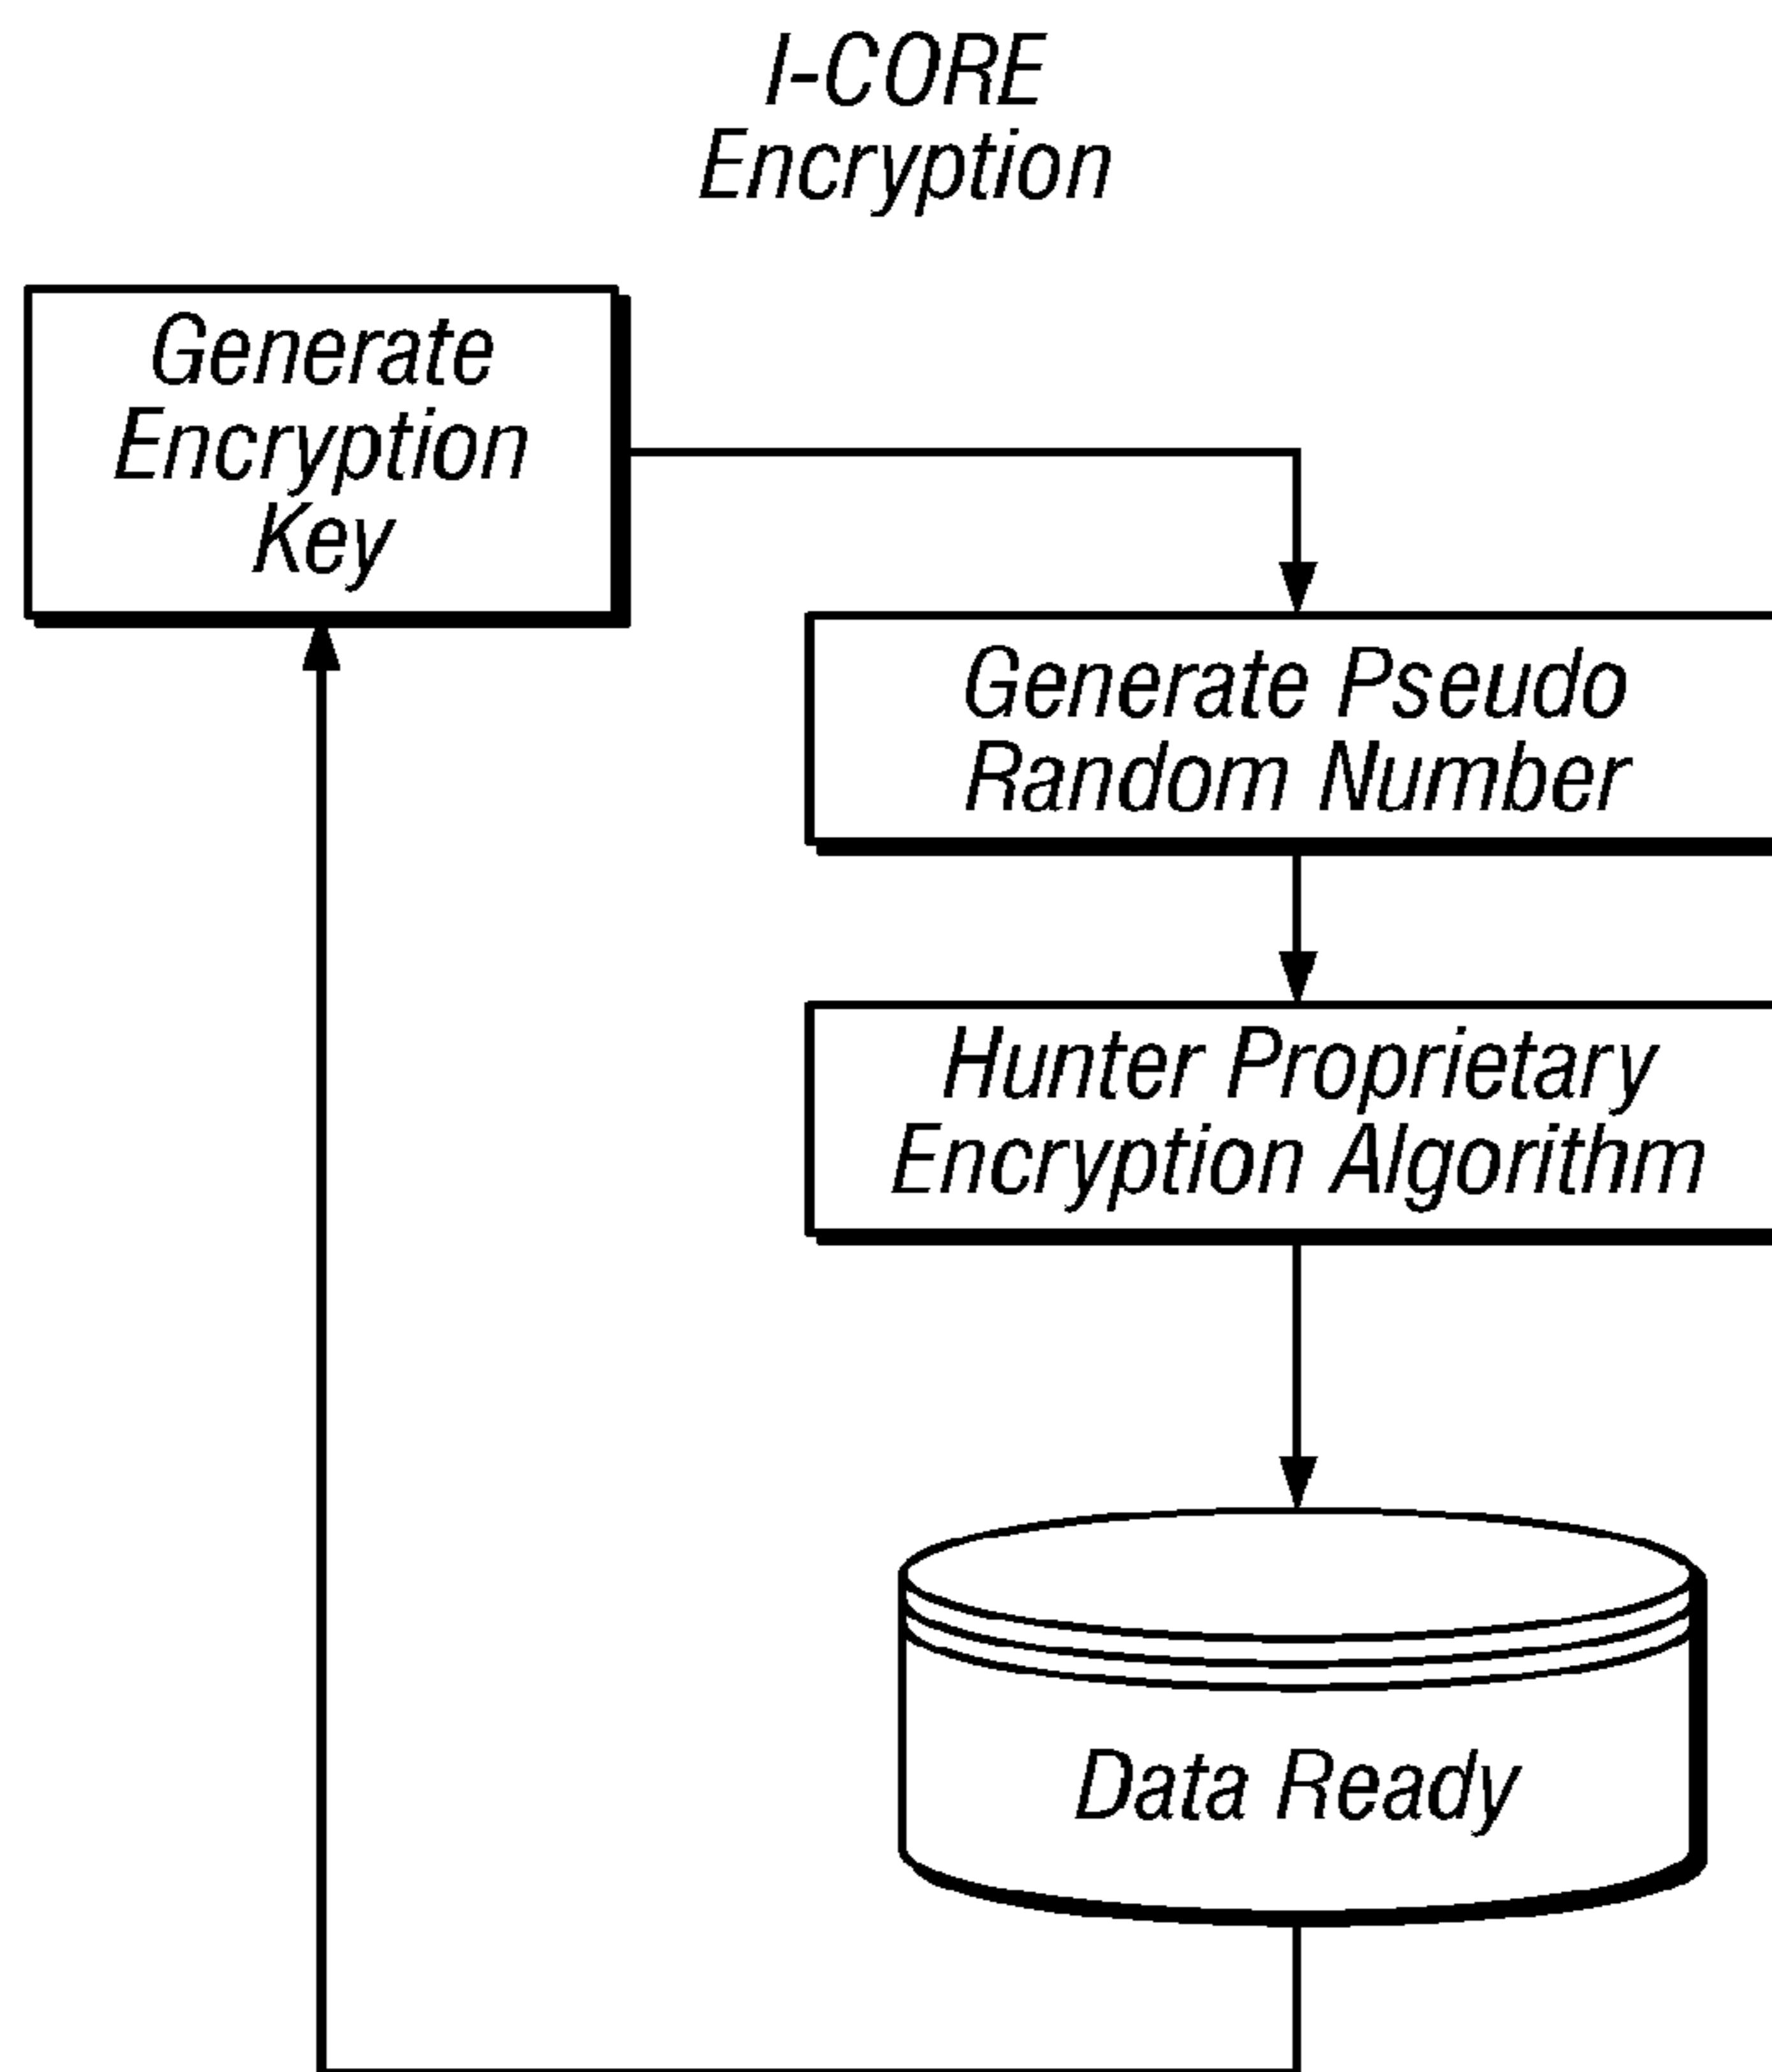 I-CORE
Encryption
Generate
Encryption
Key
Generate Pseudo
Random Number
Hunter Proprietary
Encryption Algorithm
Data Ready